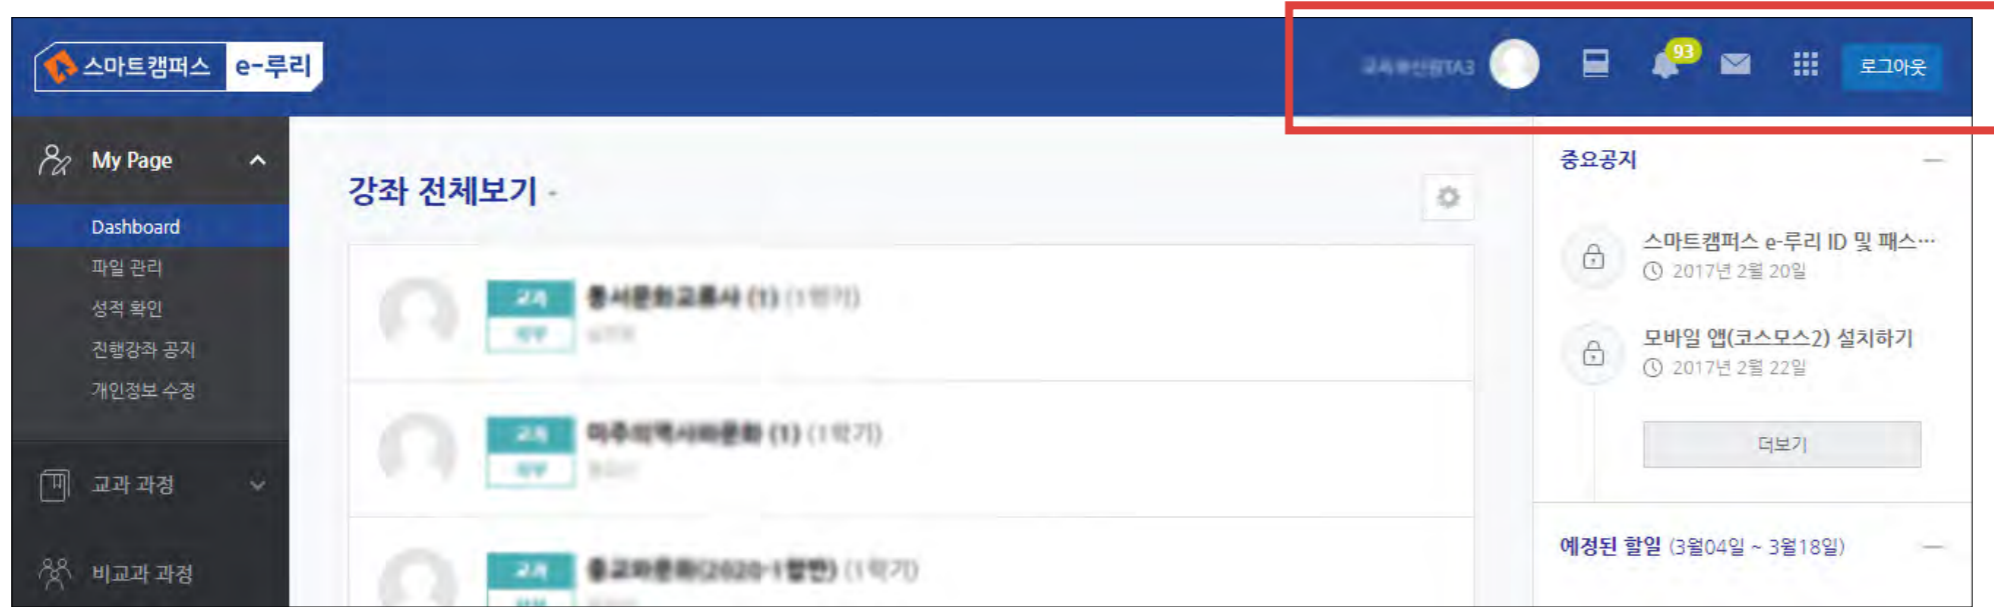 스마트캠퍼스 e-루리
93
로그아웃
My Page
Dashboard
파일 관리
성적 확인
진행강좌 공지
개인정보 수정
교과 과정
비교과 과정
강좌 전체보기 -
(1) (1학기)
(1) (1학기)
(2020-1 (1학기)
중요공지
스마트캠퍼스 e-루리 ID 및 패스…
2017년 2월 20일
모바일 앱(코스모스2) 설치하기
2017년 2월 22일
더보기
예정된 할일 (3월04일 ~ 3월18일)